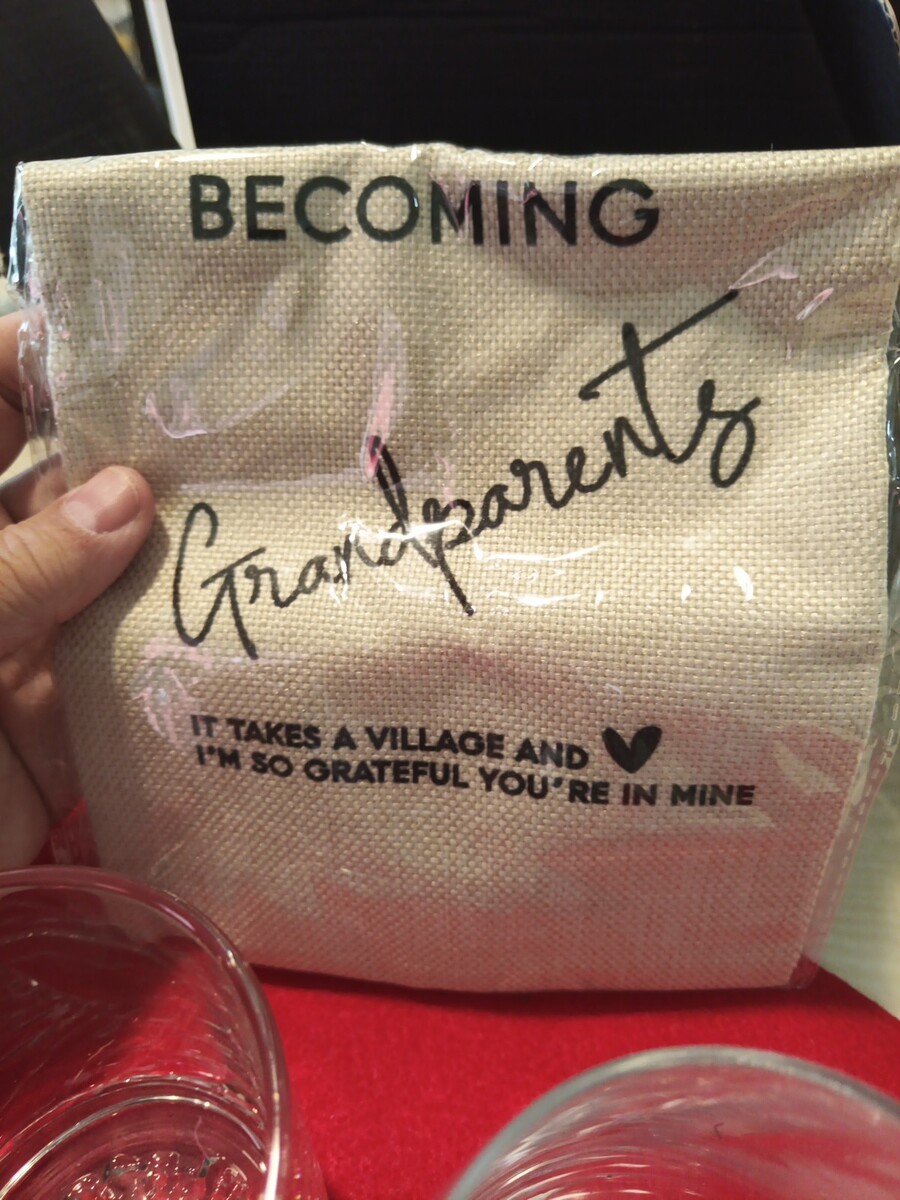 BECOMING
Grandparents
IT TAKES A VILLAGE AND
I'M SO GRATEFUL YOU'RE IN MINE